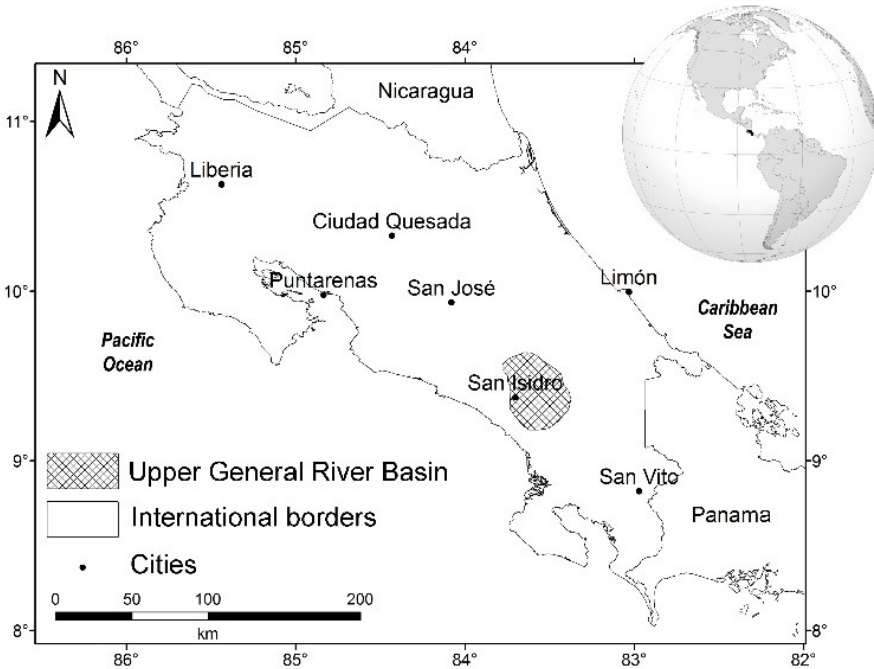 86°
85°
84°
83°
N
Nicaragua
11°
Liberia
Ciudad Quesada
Puntarenas
San José
Limón
10°
10°
Pacific
Ocean
Caribbean
Sea
San Isidro
9°
9°
San Vito
Panama
Upper General River Basin
International borders
Cities
0 50 100 200
km
8°
8°
86°
85°
84°
83°
82°